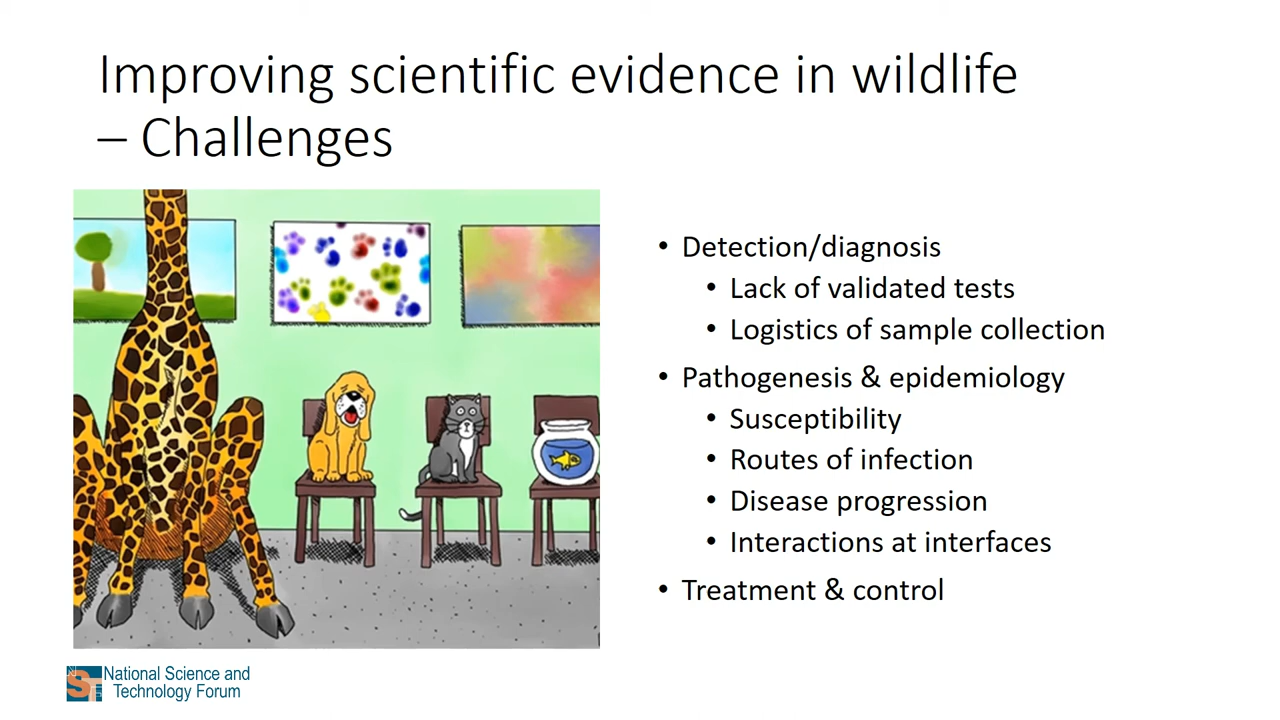 Improving scientific evidence in wildlife
– Challenges
• Detection/diagnosis
• Lack of validated tests
• Logistics of sample collection
• Pathogenesis & epidemiology
• Susceptibility
• Routes of infection
• Disease progression
• Interactions at interfaces
• Treatment & control
NSTF
National Science and
Technology Forum